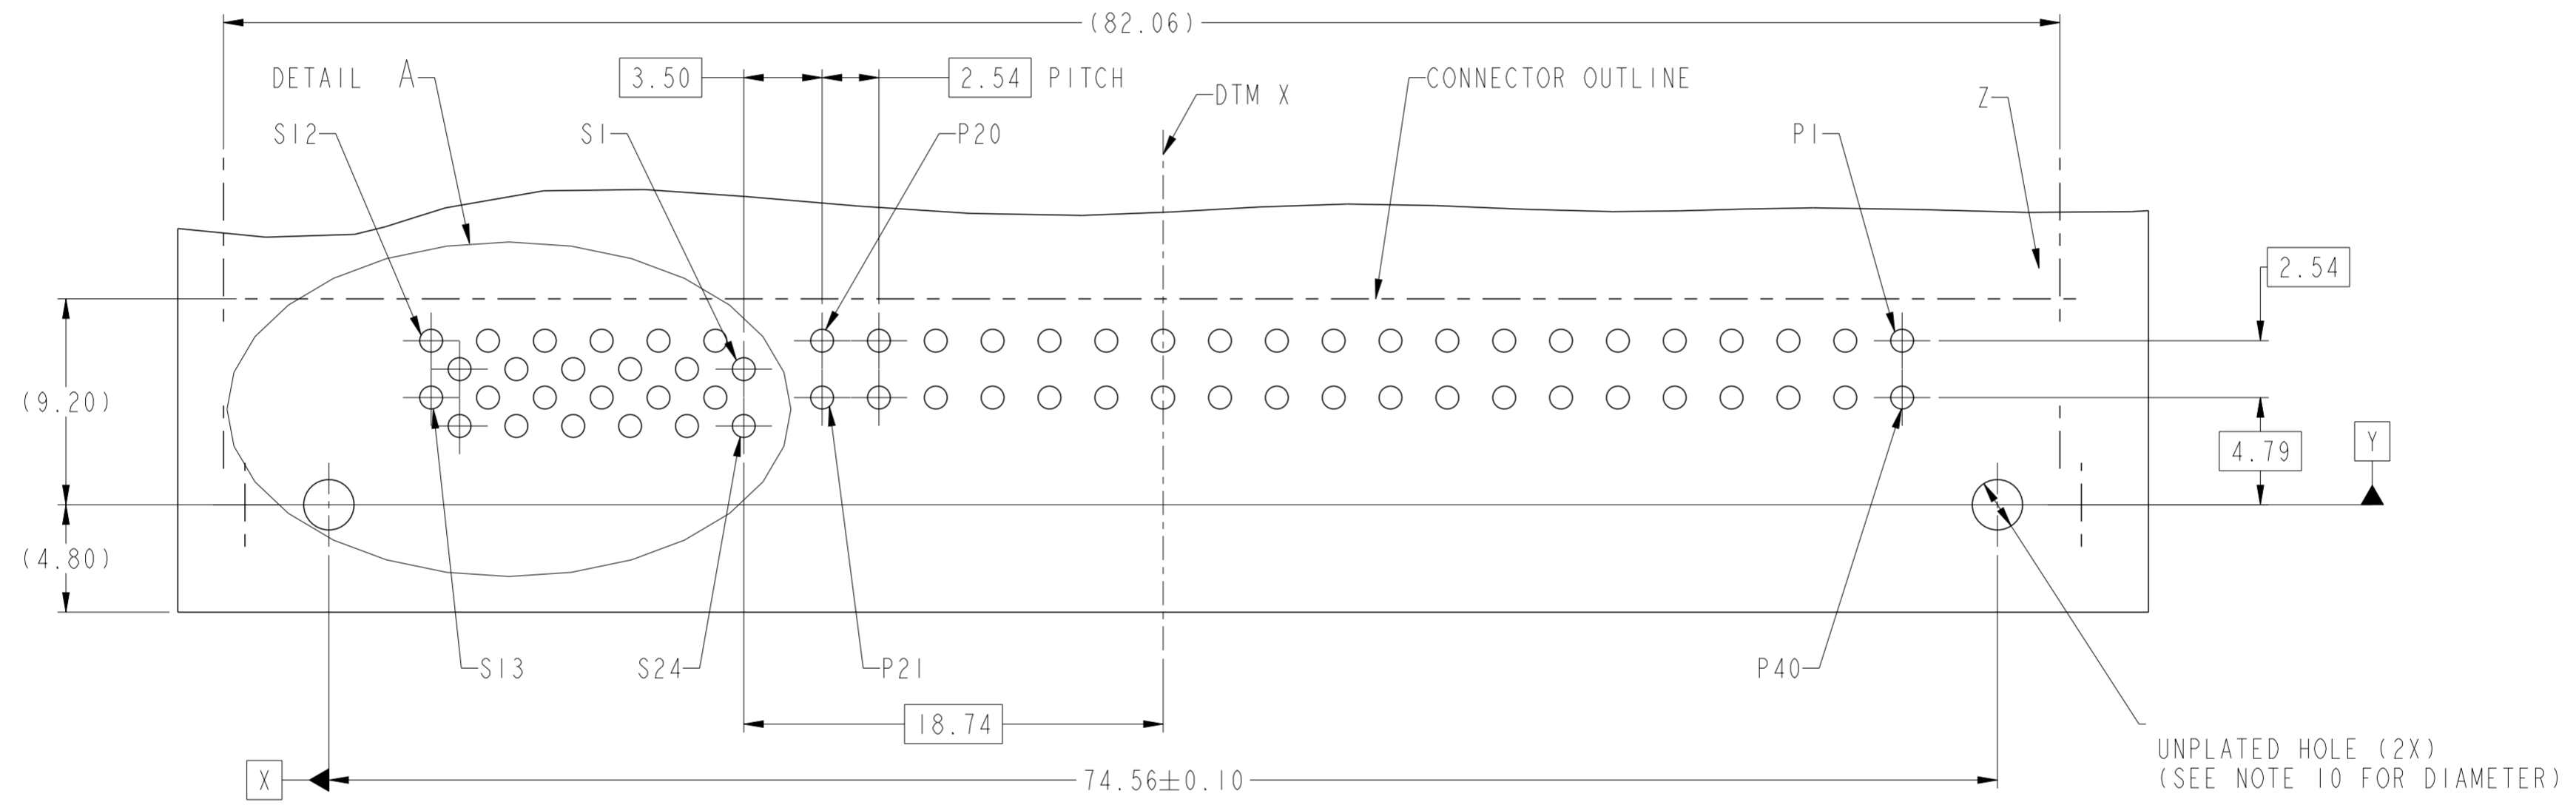 (82.06)
DETAIL A
3.50
2.54 PITCH
DTM X
CONNECTOR OUTLINE
Z
S12
S1
P20
P1
2.54
(9.20)
4.79
Y
(4.80)
S13
S24
P21
P40
18.74
X
74.56±0.10
UNPLATED HOLE (2X)
(SEE NOTE 10 FOR DIAMETER)